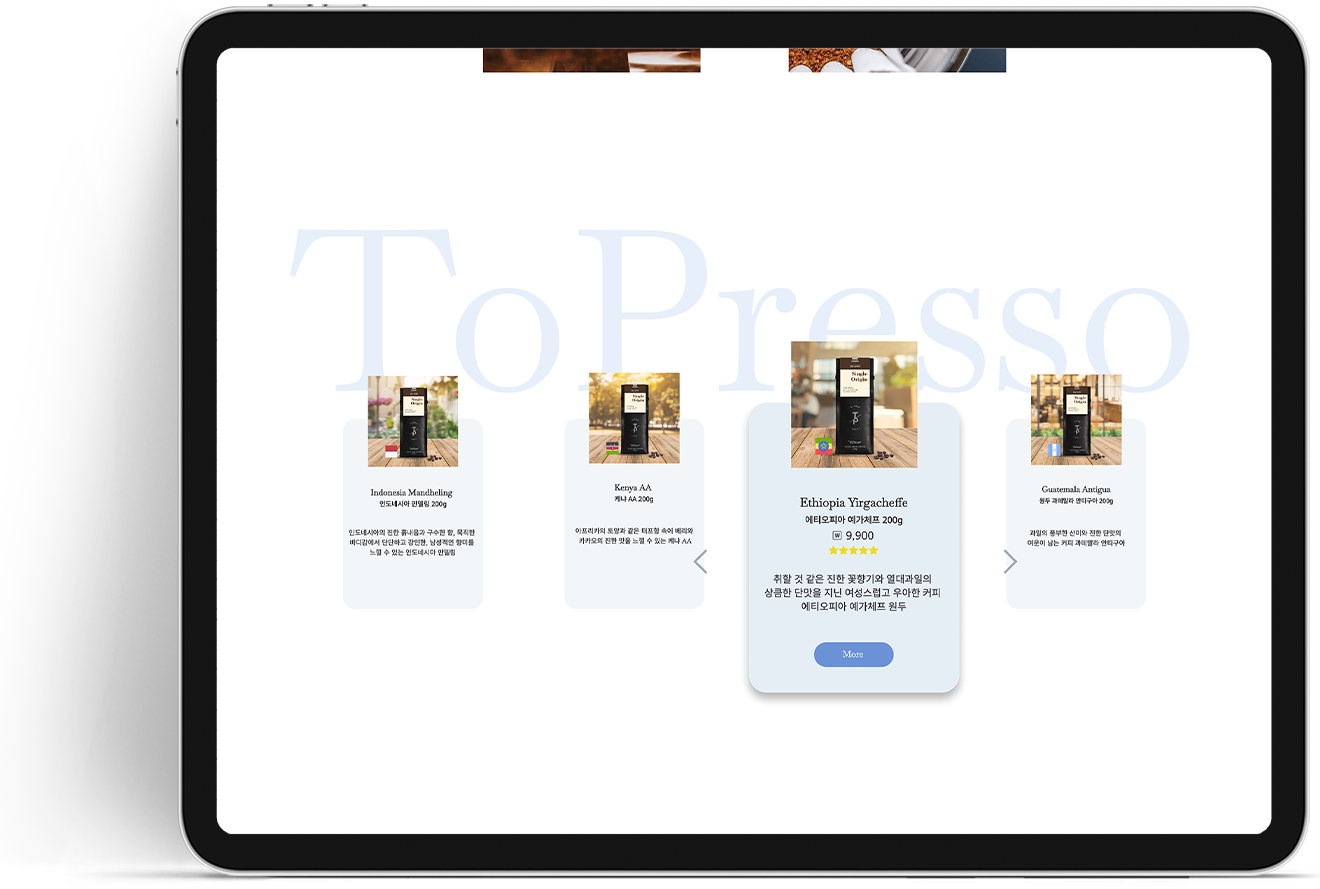 ToPresso
Indonesia Mandheling
인도네시아 만델링 200g
인도네시아의 진한 흙내음과 구수한 향, 묵직한
바디감에서 단단하고 강인한, 남성적인 향미를
느낄 수 있는 인도네시아 만델링
Kenya AA
케냐 AA 200g
아프리카의 토양과 같은 터프함 속에 베리와
카카오의 진한 맛을 느낄 수 있는 케냐 AA
Single
Origin
Ethiopia Yirgacheffe
에티오피아 예가체프 200g
W 9,900
취할 것 같은 진한 꽃향기와 열대과일의
상큼한 단맛을 지닌 여성스럽고 우아한 커피
에티오피아 예가체프 원두
More
Guatemala Antigua
원두 과테말라 안티구아 200g
과일의 풍부한 산미와 진한 단맛의
여운이 남는 커피 과테말라 안티구아